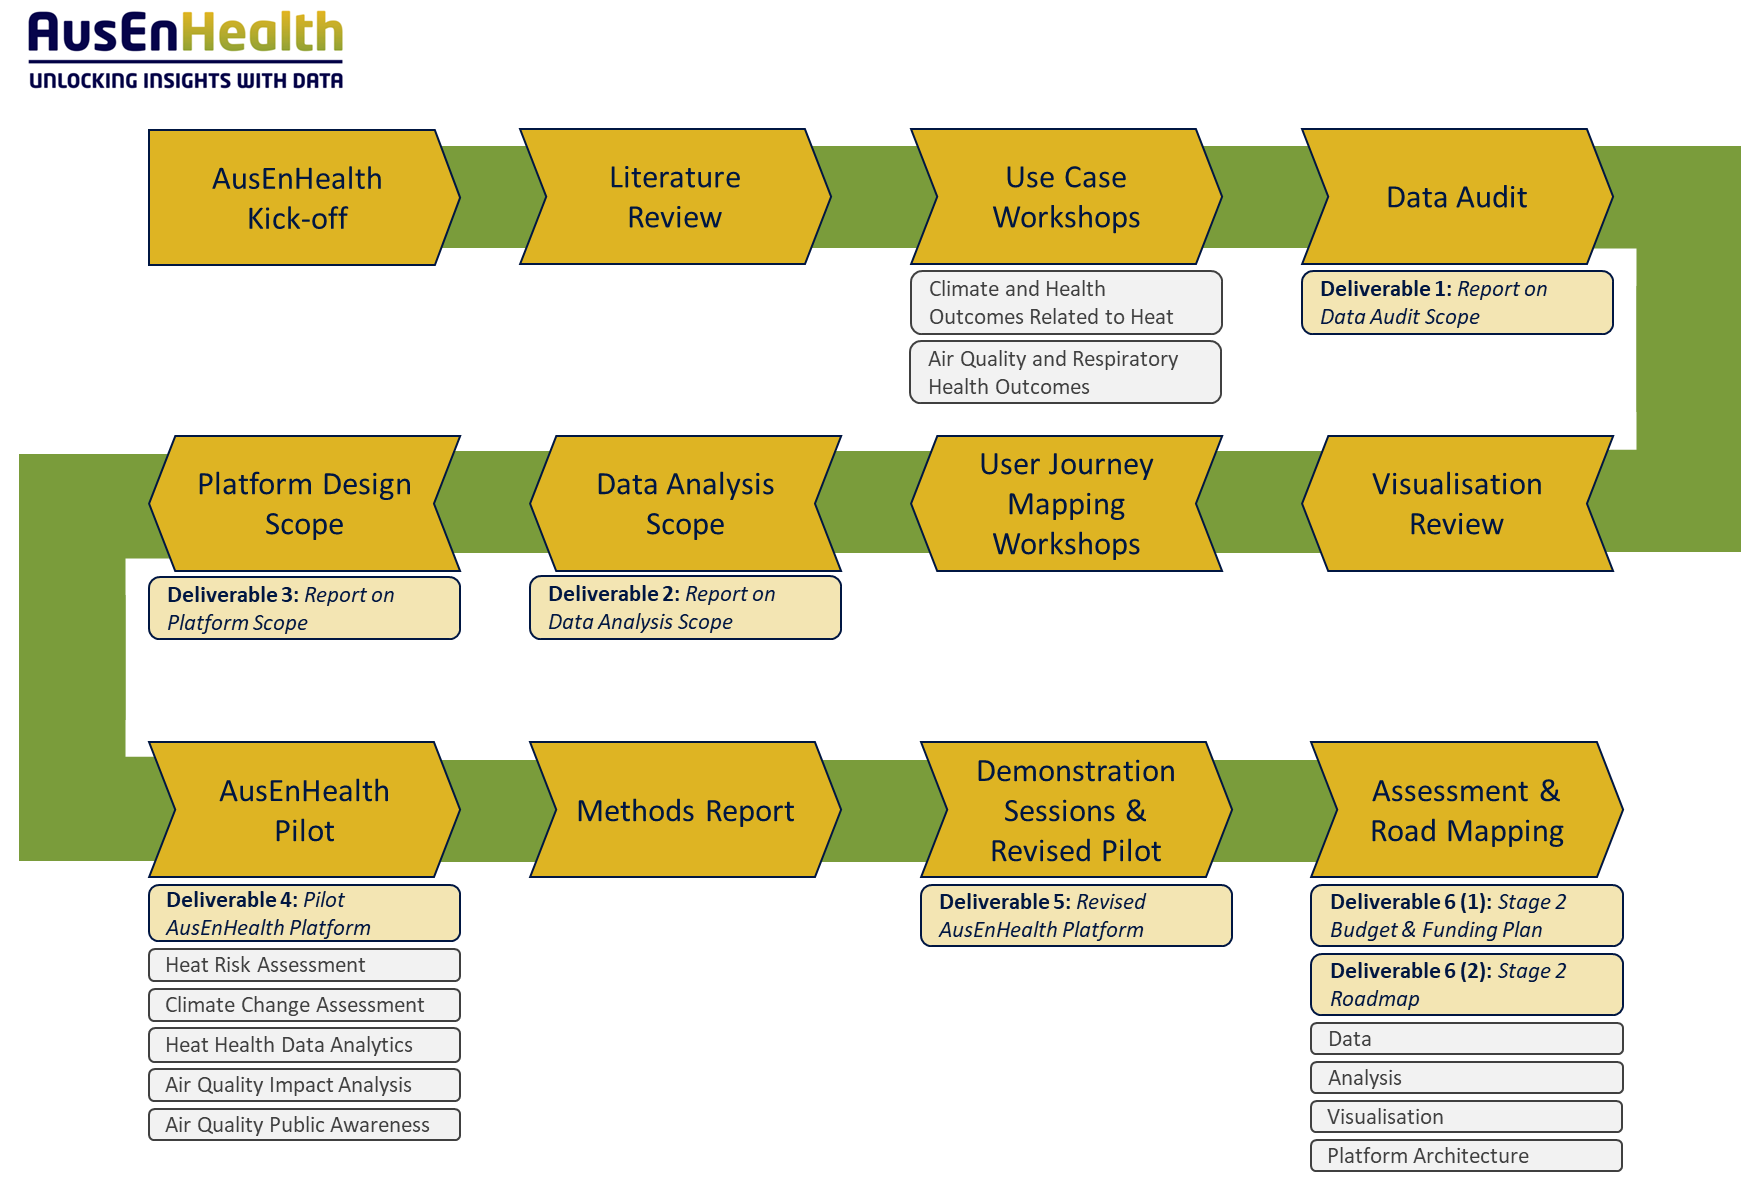 AusEnHealth
UNLOCKING INSIGHTS WITH DATA
AusEnHealth
Kick-off
Literature
Review
Use Case
Workshops
Data Audit
Climate and Health
Outcomes Related to Heat
Air Quality and Respiratory
Health Outcomes
Deliverable 1: Report on
Data Audit Scope
Visualisation
Review
User Journey
Mapping
Workshops
Data Analysis
Scope
Platform Design
Scope
Deliverable 2: Report on
Data Analysis Scope
Deliverable 3: Report on
Platform Scope
AusEnHealth
Pilot
Methods Report
Demonstration
Sessions &
Revised Pilot
Assessment &
Road Mapping
Deliverable 4: Pilot
AusEnHealth Platform
Heat Risk Assessment
Climate Change Assessment
Heat Health Data Analytics
Air Quality Impact Analysis
Air Quality Public Awareness
Deliverable 5: Revised
AusEnHealth Platform
Deliverable 6 (1): Stage 2
Budget & Funding Plan
Deliverable 6 (2): Stage 2
Roadmap
Data
Analysis
Visualisation
Platform Architecture